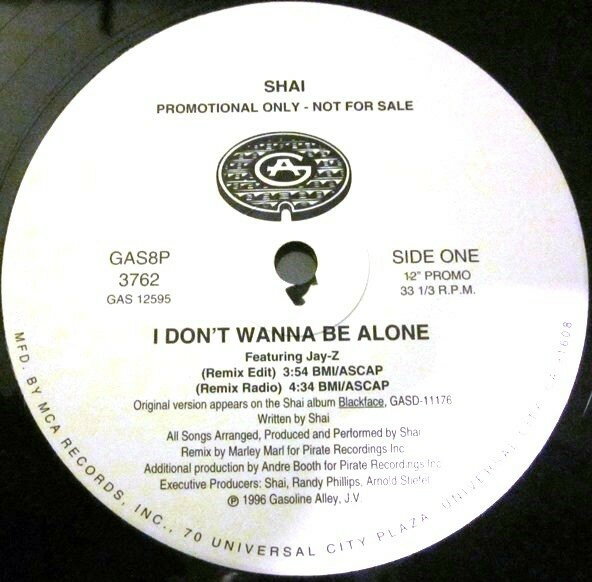 SHAI
PROMOTIONAL ONLY - NOT FOR SALE
GA
GAS8P
3762
GAS 12595
SIDE ONE
12" PROMO
33 1/3 R.P.M.
I DON'T WANNA BE ALONE
Featuring Jay-Z
(Remix Edit) 3:54 BMI/ASCAP
(Remix Radio) 4:34 BMI/ASCAP
Original version appears on the Shai album Blackface, GASD-11176
Written by Shai
All Songs Arranged, Produced and Performed by Shai
Remix by Marley Marl for Pirate Recordings Inc
Additional production by Andre Booth for Pirate Recordings Inc
Executive Producers: Shai, Randy Phillips, Arnold Stiefel
℗ 1996 Gasoline Alley, J.V.
MFD. BY MCA RECORDS, INC., 70 UNIVERSAL CITY PLAZA, UNIVERSAL